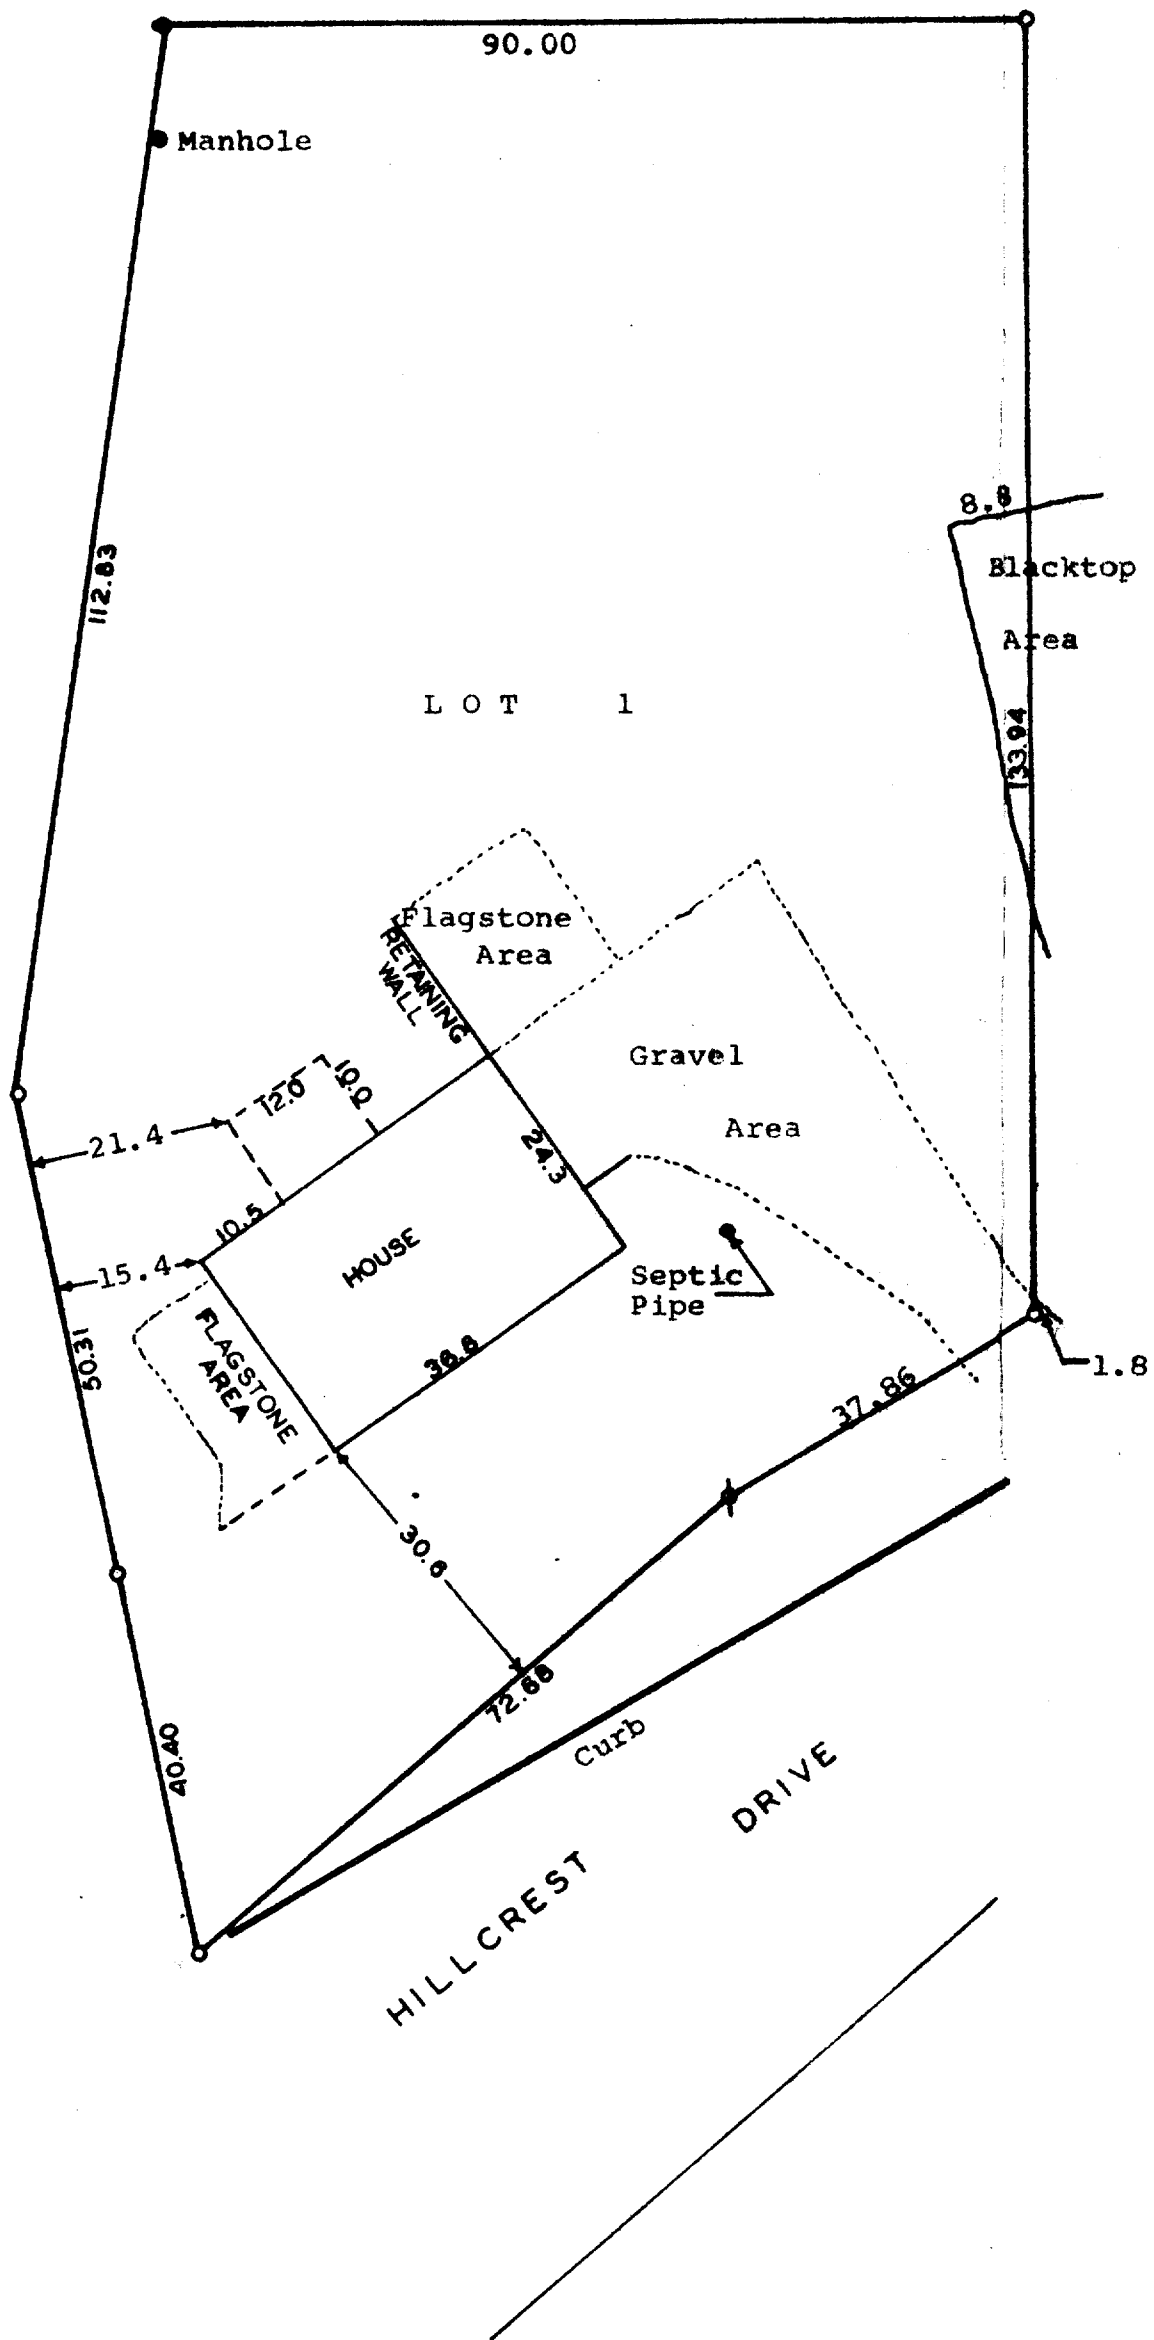 90.00
Manhole
8.8
Blacktop
Area
112.83
LOT 1
133.94
Flagstone
Area
RETAINING
WALL
Gravel
Area
12.0
10.0
21.4
24.3
10.5
HOUSE
15.4
Septic
Pipe
FLAGSTONE
AREA
50.31
36.6
1.8
37.86
30.6
72.68
Curb
40.40
HILLCREST DRIVE